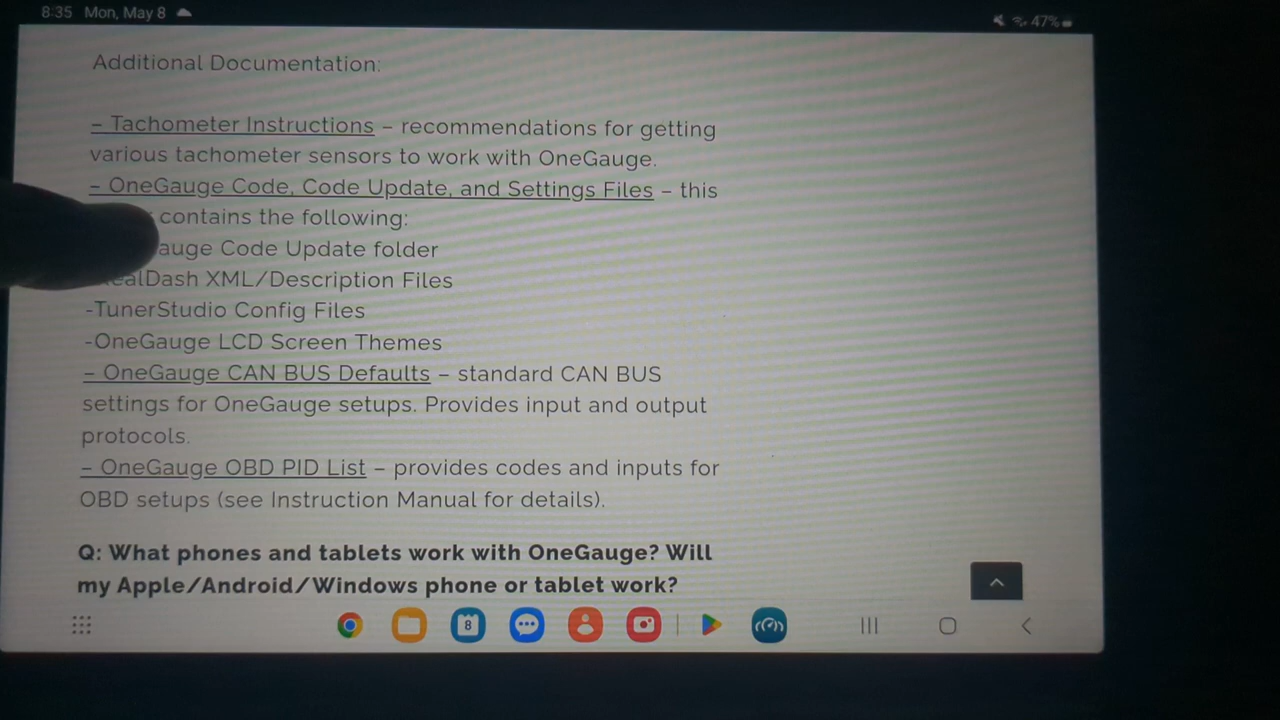 8:35 Mon, May 8
47%
Additional Documentation:
– Tachometer Instructions – recommendations for getting
various tachometer sensors to work with OneGauge.
– OneGauge Code, Code Update, and Settings Files – this
contains the following:
auge Code Update folder
ealDash XML/Description Files
-TunerStudio Config Files
-OneGauge LCD Screen Themes
– OneGauge CAN BUS Defaults – standard CAN BUS
settings for OneGauge setups. Provides input and output
protocols.
– OneGauge OBD PID List – provides codes and inputs for
OBD setups (see Instruction Manual for details).
Q: What phones and tablets work with OneGauge? Will
my Apple/Android/Windows phone or tablet work?
8